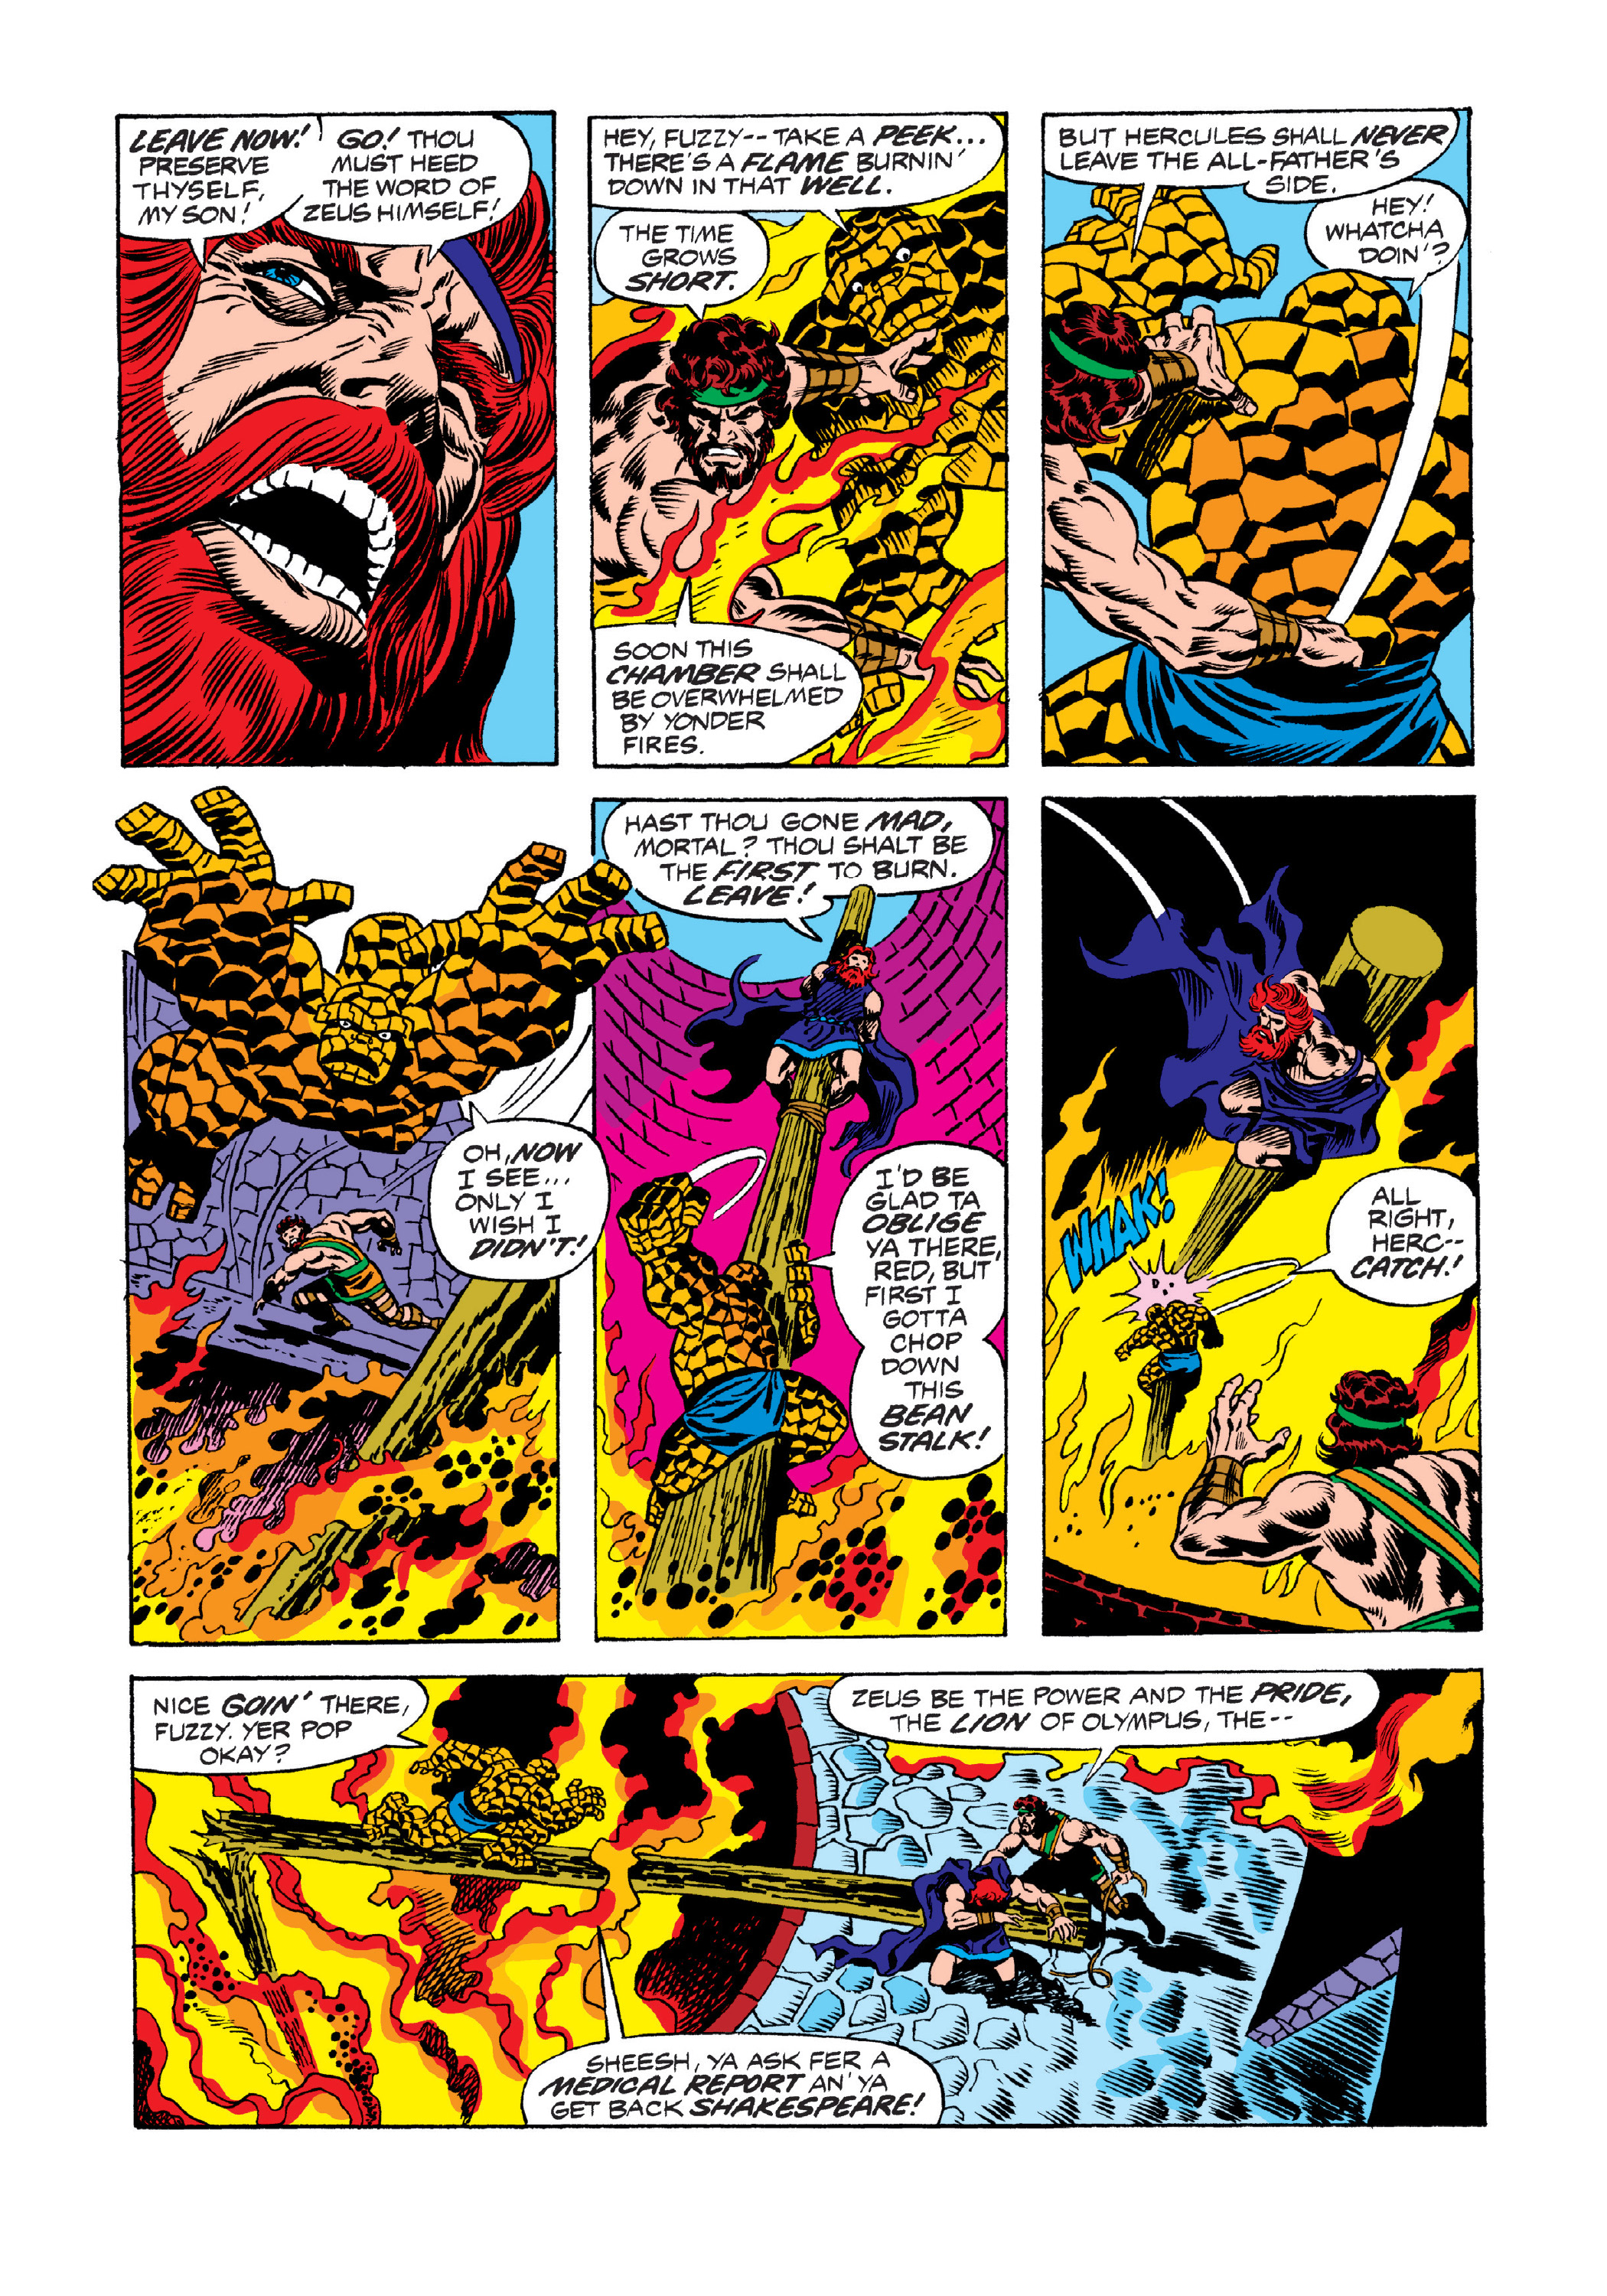 LEAVE NOW!
PRESERVE
THYSELF,
MY SON!
GO! THOU
MUST HEED
THE WORD OF
ZEUS HIMSELF!
HEY, FUZZY-- TAKE A PEEK...
THERE'S A FLAME BURNIN'
DOWN IN THAT WELL.
THE TIME
GROWS
SHORT.
SOON THIS
CHAMBER SHALL
BE OVERWHELMED
BY YONDER
FIRES.
BUT HERCULES SHALL NEVER
LEAVE THE ALL-FATHER'S
SIDE.
HEY!
WHATCHA
DOIN'?
OH, NOW
I SEE...
ONLY I
WISH I
DIDN'T!
HAST THOU GONE MAD,
MORTAL? THOU SHALT BE
THE FIRST TO BURN.
LEAVE!
I'D BE
GLAD TA
OBLIGE
YA THERE,
RED, BUT
FIRST I
GOTTA
CHOP
DOWN
THIS
BEAN
STALK!
WHAK!
ALL
RIGHT,
HERC--
CATCH!
NICE GOIN' THERE,
FUZZY. YER POP
OKAY?
ZEUS BE THE POWER AND THE PRIDE,
THE LION OF OLYMPUS, THE--
SHEESH, YA ASK FER A
MEDICAL REPORT AN' YA
GET BACK SHAKESPEARE!